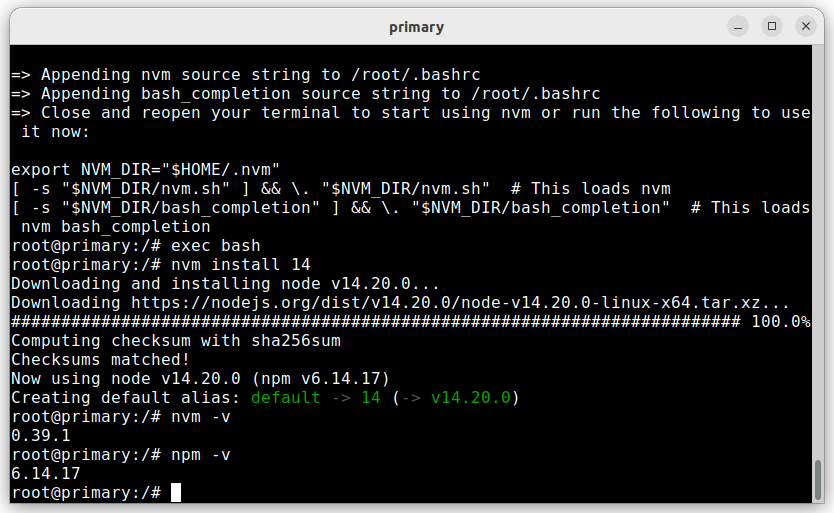 primary
=> Appending nvm source string to /root/.bashrc
=> Appending bash_completion source string to /root/.bashrc
=> Close and reopen your terminal to start using nvm or run the following to use
 it now:
export NVM_DIR="$HOME/.nvm"
[ -s "$NVM_DIR/nvm.sh" ] && \. "$NVM_DIR/nvm.sh"  # This loads nvm
[ -s "$NVM_DIR/bash_completion" ] && \. "$NVM_DIR/bash_completion"  # This loads
 nvm bash_completion
root@primary:/# exec bash
root@primary:/# nvm install 14
Downloading and installing node v14.20.0...
Downloading https://nodejs.org/dist/v14.20.0/node-v14.20.0-linux-x64.tar.xz...
######################################################################### 100.0%
Computing checksum with sha256sum
Checksums matched!
Now using node v14.20.0 (npm v6.14.17)
Creating default alias: default -> 14 (-> v14.20.0)
root@primary:/# nvm -v
0.39.1
root@primary:/# npm -v
6.14.17
root@primary:/#